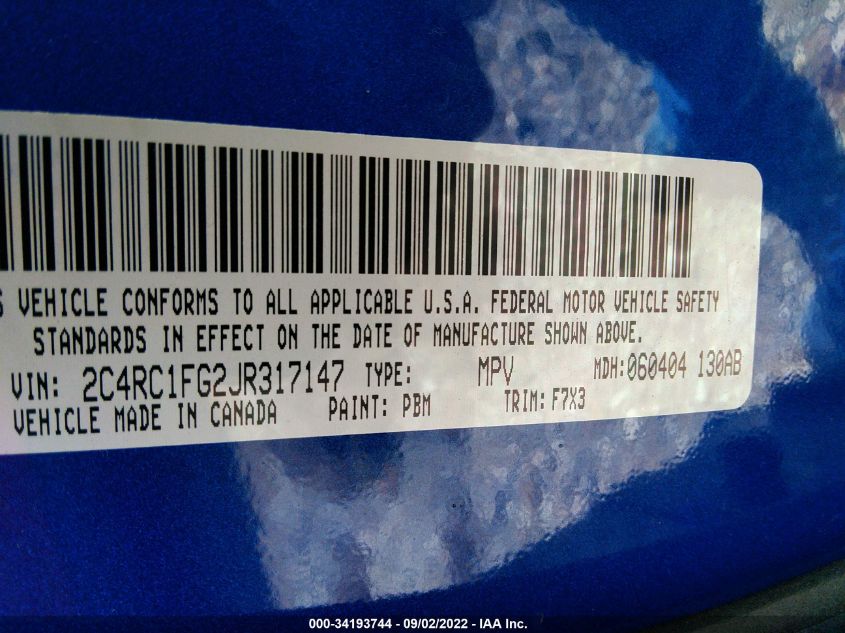 VEHICLE CONFORMS TO ALL APPLICABLE U.S.A. FEDERAL MOTOR VEHICLE SAFETY
STANDARDS IN EFFECT ON THE DATE OF MANUFACTURE SHOWN ABOVE.
VIN: 2C4RC1FG2JR317147 TYPE: MPV MDH: 060404 130AB
VEHICLE MADE IN CANADA PAINT: PBM TRIM: F7X3
000-34193744 - 09/02/2022 - IAA Inc.